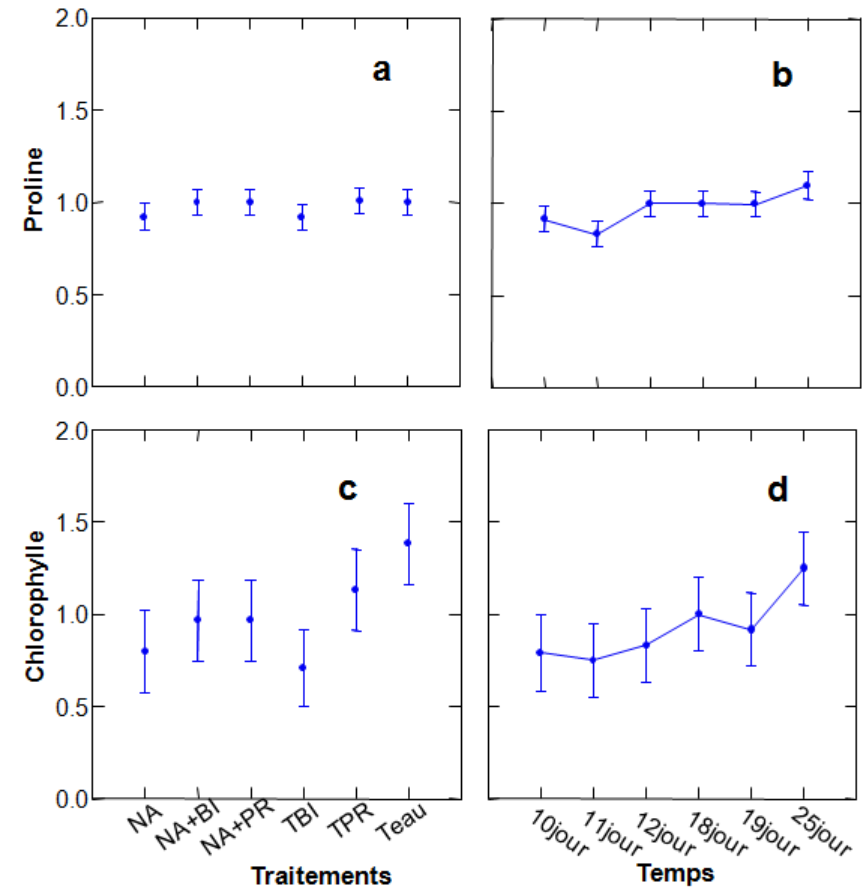 2.0
a
b
1.5
Proline
1.0
0.5
0.0
2.0
c
d
1.5
Chlorophylle
1.0
0.5
0.0
NA NA+BI NA+PR TBI TPR Teau
10jour 11jour 12jour 18jour 19jour 25jour
Traitements
Temps